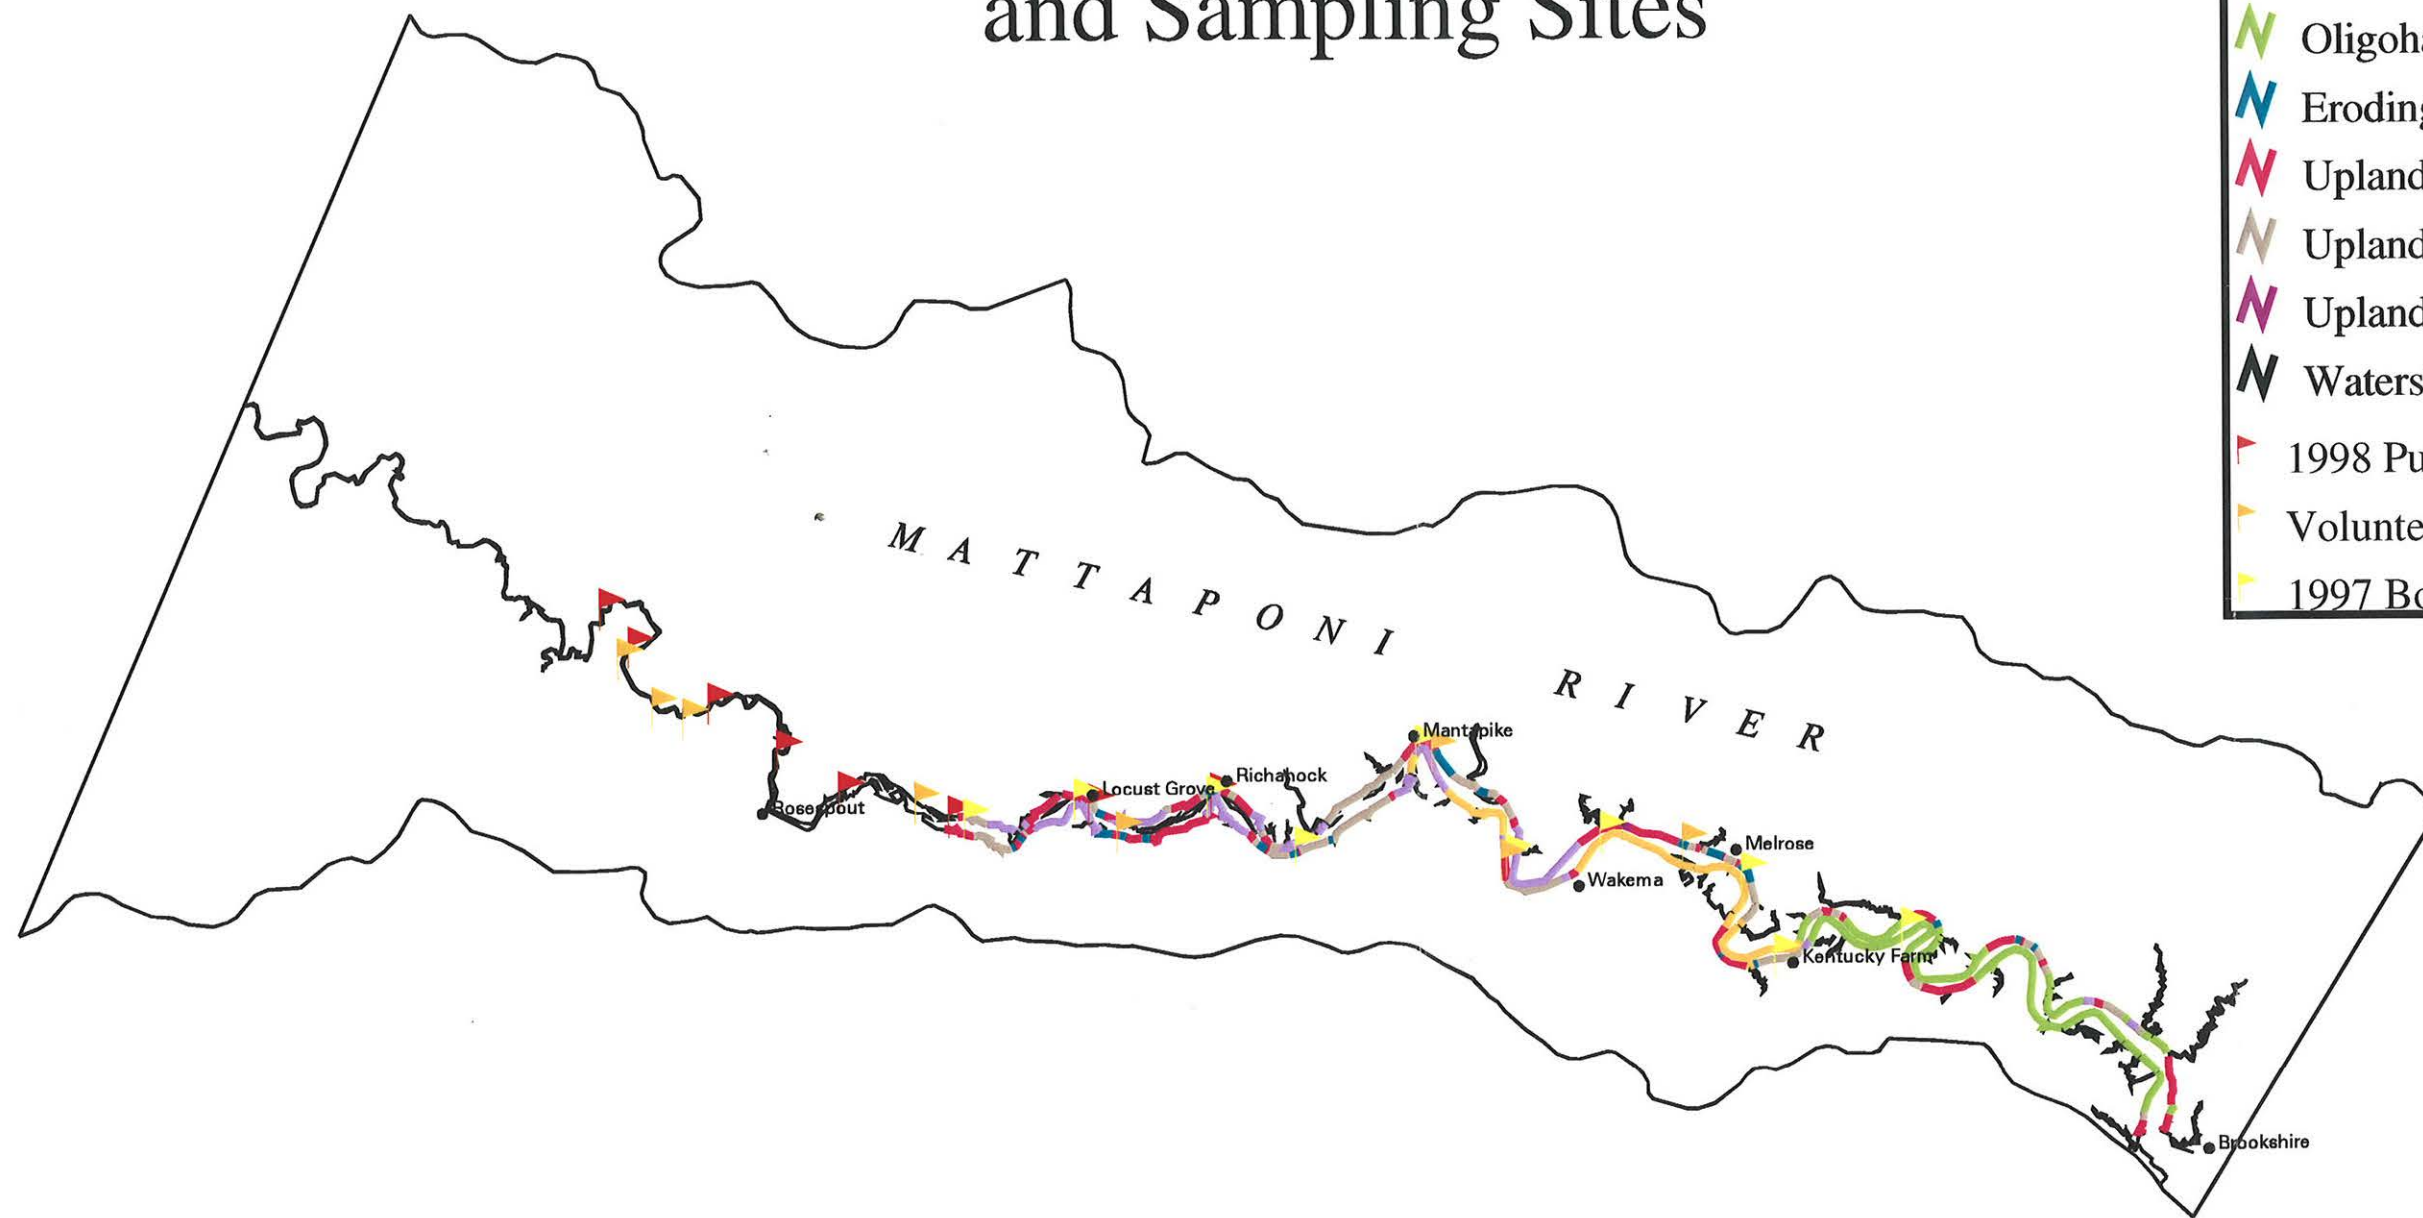 and Sampling Sites
Oligoha
Eroding
Upland
Upland
Upland
Waters
1998 Pu
Volunte
1997 Bo
MATTAPONI
RIVER
Mantapike
Richahock
Locust Grove
Rosespout
Melrose
Wakema
Kentucky Farm
Brookshire